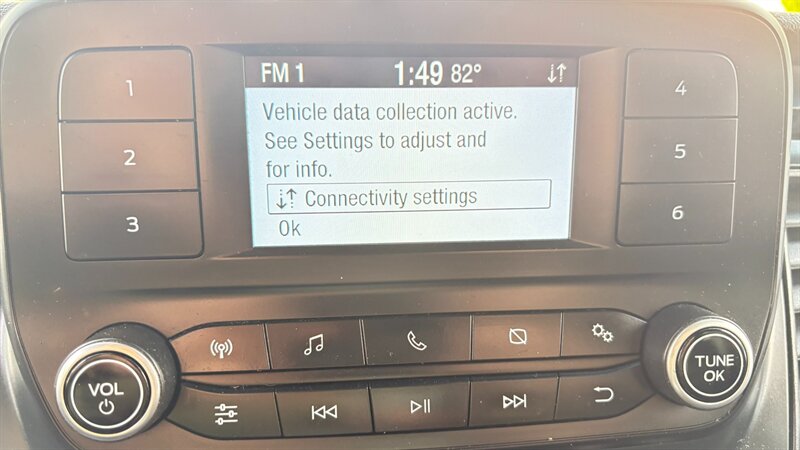 FM 1 1:49 82°
Vehicle data collection active.
See Settings to adjust and
for info.
Connectivity settings
Ok
1
2
3
4
5
6
VOL
TUNE
OK